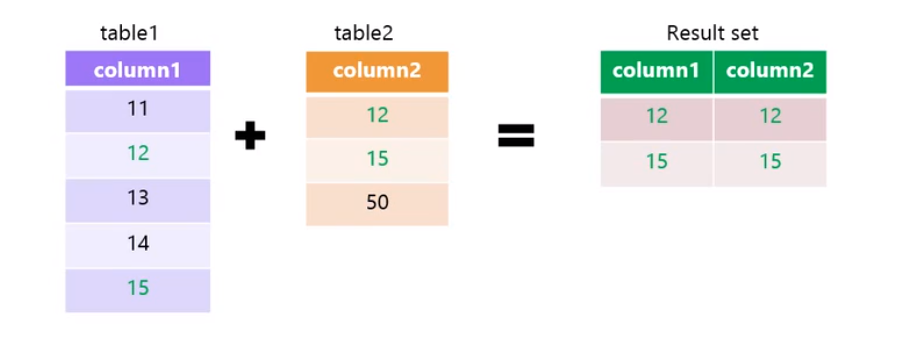 table1
column1
11
12
13
14
15
+
table2
column2
12
15
50
=
Result set
column1 column2
12 12
15 15